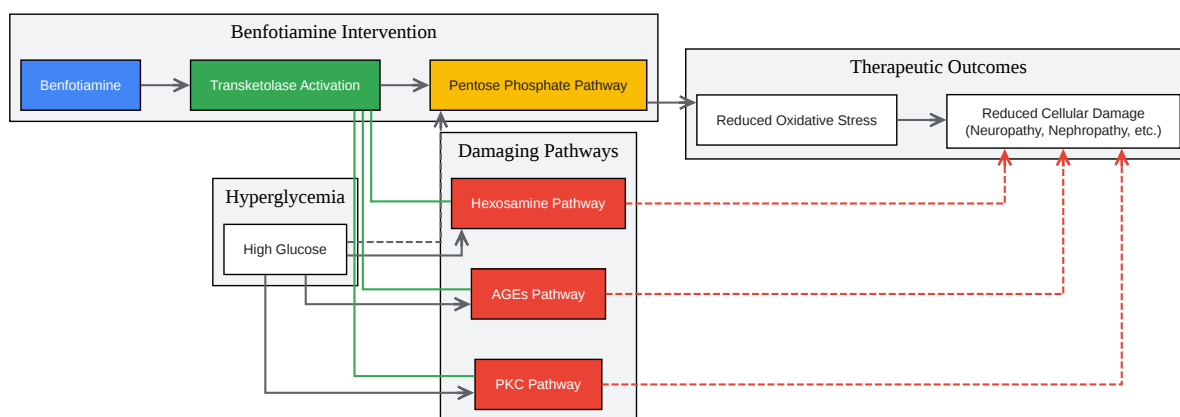 Benfotiamine Intervention
Benfotiamine
Transketolase Activation
Pentose Phosphate Pathway
Therapeutic Outcomes
Reduced Oxidative Stress
Reduced Cellular Damage
(Neuropathy, Nephropathy, etc.)
Damaging Pathways
Hexosamine Pathway
AGEs Pathway
PKC Pathway
Hyperglycemia
High Glucose